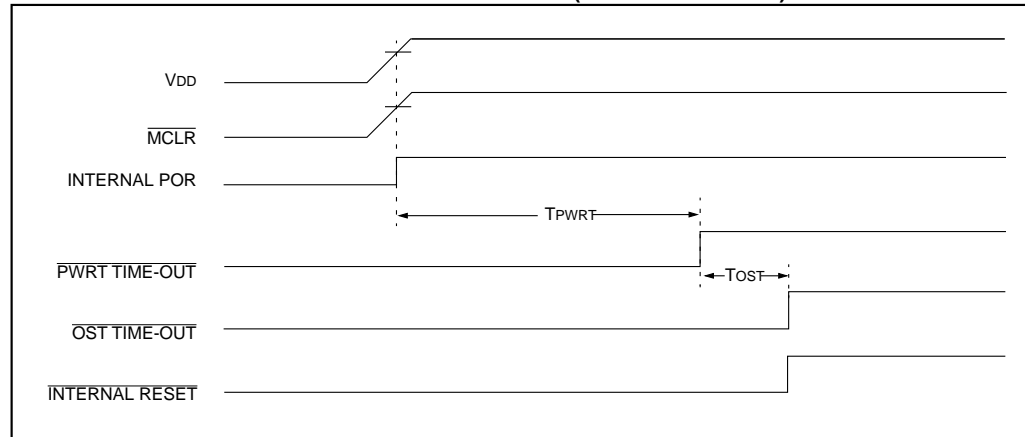 VDD
MCLR
INTERNAL POR
TPWRT
PWRT TIME-OUT
TOST
OST TIME-OUT
INTERNAL RESET